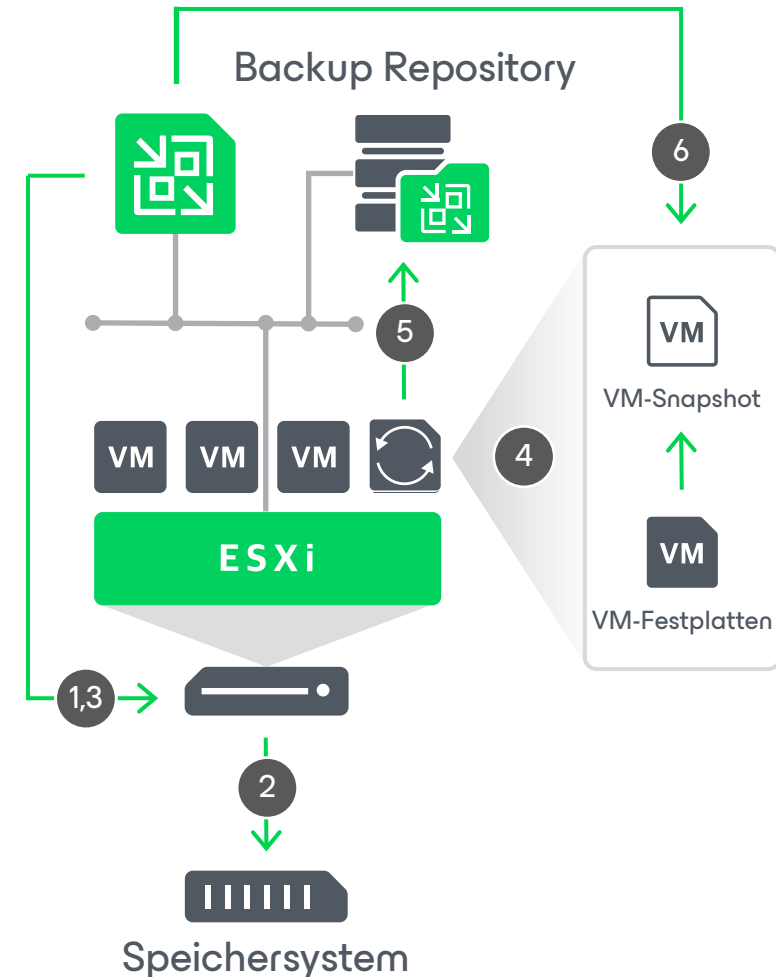 Backup Repository
6
5
VM
VM-Snapshot
4
VM VM VM
ESXi
VM
VM-Festplatten
1,3
2
Speichersystem